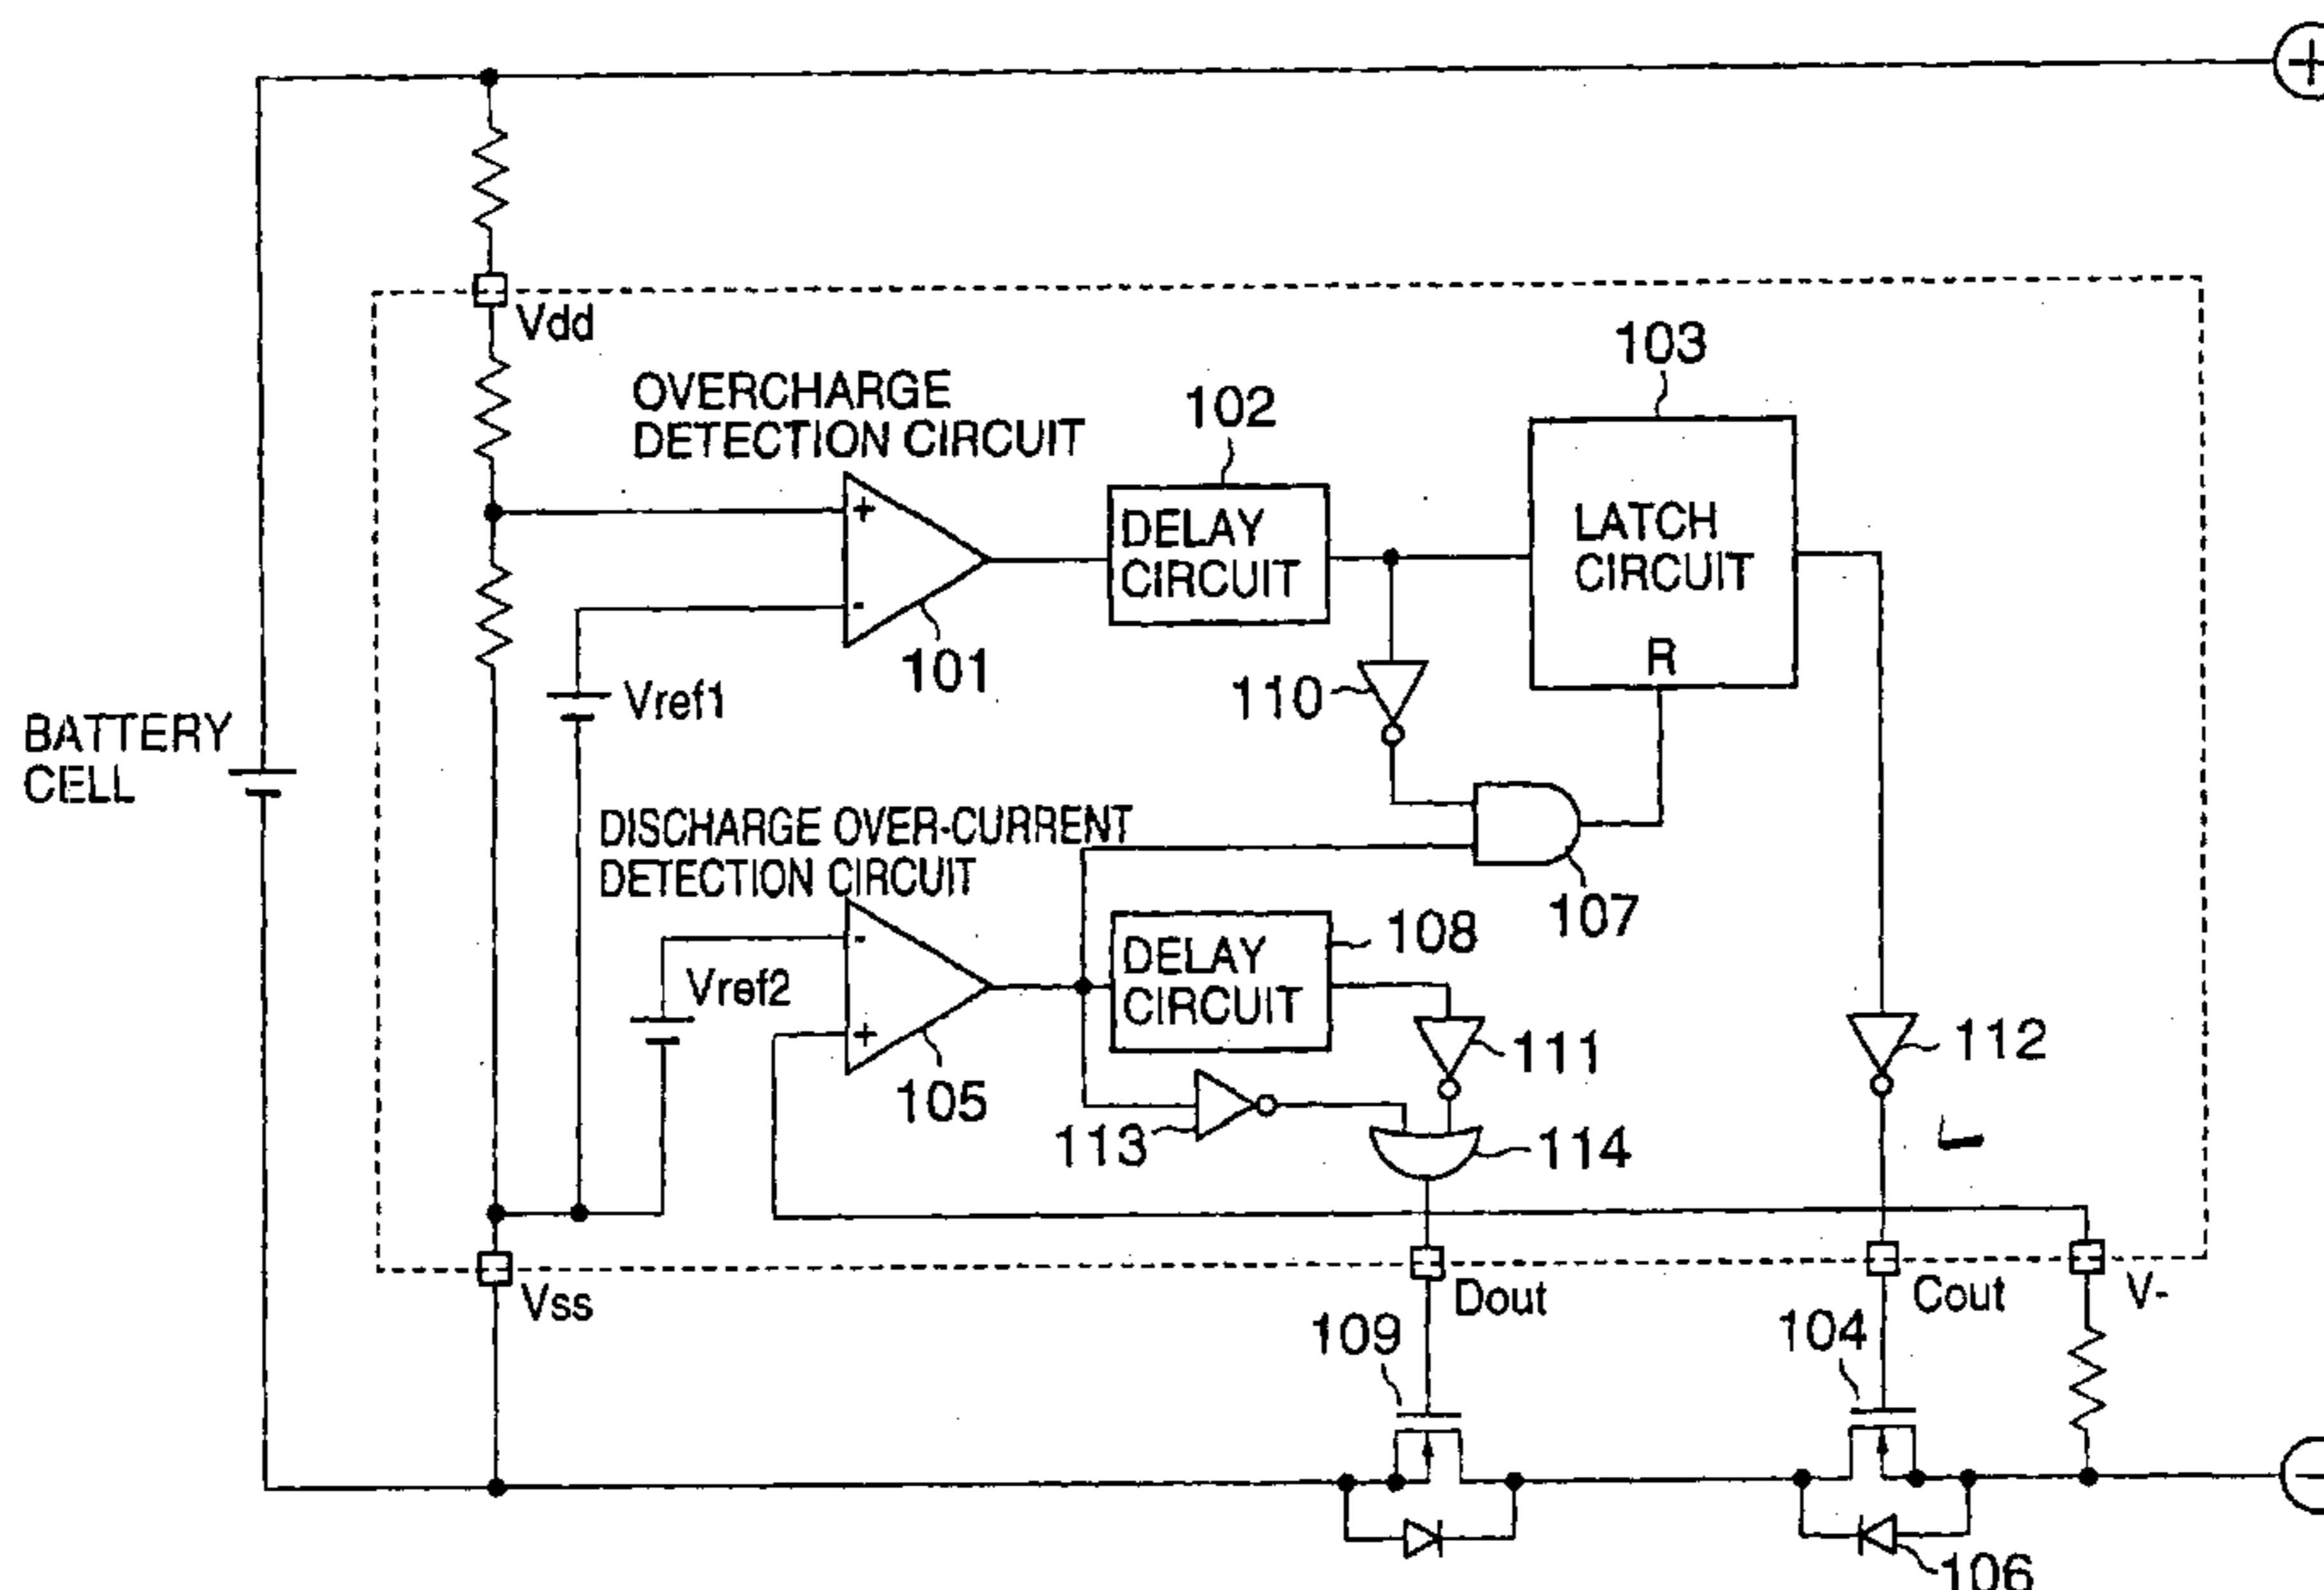 +
Vdd
103
OVERCHARGE
DETECTION CIRCUIT
102
+
-
DELAY
CIRCUIT
LATCH
CIRCUIT
R
101
110
Vref1
BATTERY
CELL
DISCHARGE OVER-CURRENT
DETECTION CIRCUIT
107
-
+
DELAY
CIRCUIT
108
Vref2
111
112
105
113
114
Vss
Dout
Cout
V-
109
104
-
106